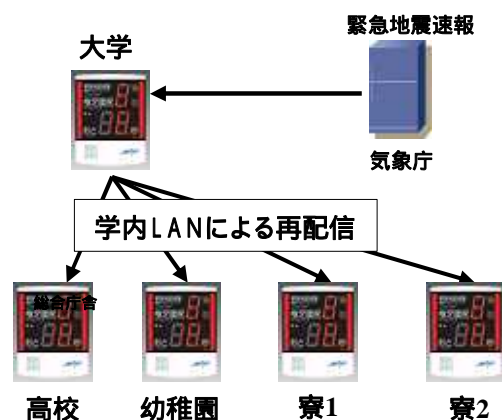 緊急地震速報
大学
気象庁
学内LANによる再配信
総合庁舎
高校
幼稚園
寮1
寮2